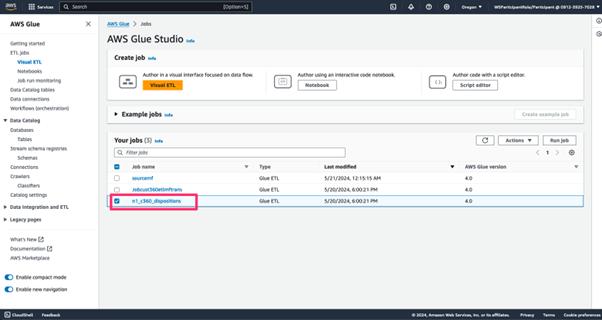 aws
Services
Search
[Option+S]
Oregon
WSParticipantRole/Participant @ 0912-3925-7028
AWS Glue
Getting started
ETL jobs
Visual ETL
Notebooks
Job run monitoring
Data Catalog tables
Data connections
Workflows (orchestration)
Data Catalog
Databases
Tables
Stream schema registries
Schemas
Connections
Crawlers
Classifiers
Catalog settings
Data Integration and ETL
Legacy pages
What's New
Documentation
AWS Marketplace
Enable compact mode
Enable new navigation
AWS Glue > Jobs
AWS Glue Studio Info
Create job
Author in a visual interface focused on data flow.
Visual ETL
Author using an interactive code notebook.
Notebook
Author code with a script editor.
Script editor
Example jobs Info
Create example job
Your jobs (3) Info
Actions
Run job
Filter jobs
1
Job name Type Last modified AWS Glue version
sourcemf Glue ETL 5/21/2024, 12:15:15 AM 4.0
Jobcust360etlmftrans Glue ETL 5/20/2024, 6:00:21 PM 4.0
n1_c360_dispositions Glue ETL 5/20/2024, 6:00:21 PM 4.0
CloudShell Feedback © 2024, Amazon Web Services, Inc. or its affiliates. Privacy Terms Cookie preferences